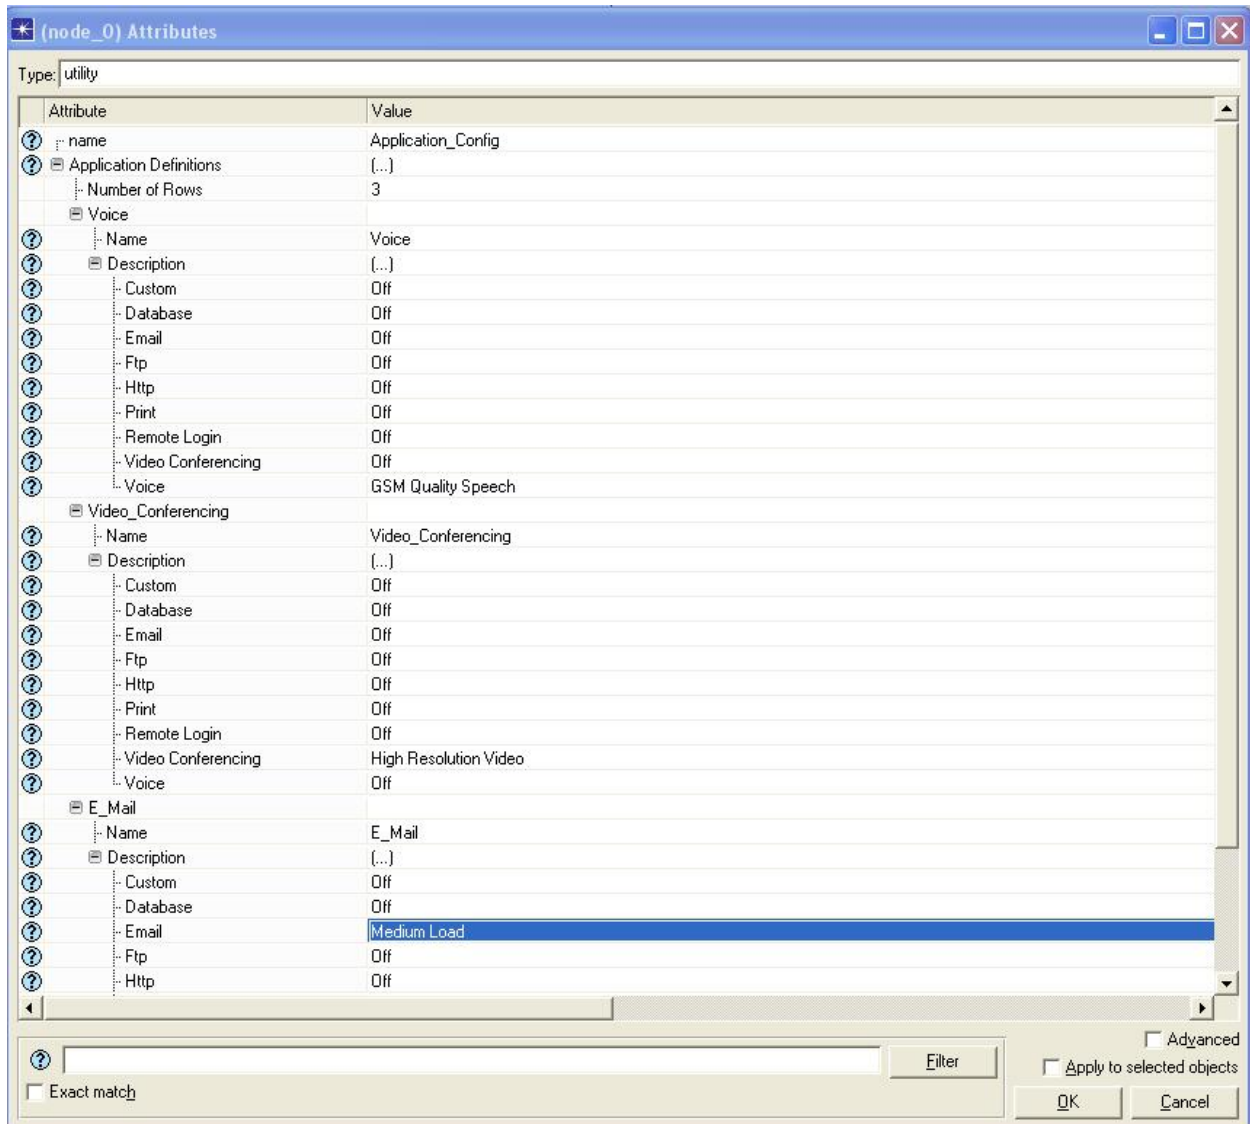 (node_0) Attributes
Type: utility
Attribute Value
name Application_Config
Application Definitions (...)
Number of Rows 3
Voice
Name Voice
Description (...)
Custom Off
Database Off
Email Off
Ftp Off
Http Off
Print Off
Remote Login Off
Video Conferencing Off
Voice GSM Quality Speech
Video_Conferencing
Name Video_Conferencing
Description (...)
Custom Off
Database Off
Email Off
Ftp Off
Http Off
Print Off
Remote Login Off
Video Conferencing High Resolution Video
Voice Off
E_Mail
Name E_Mail
Description (...)
Custom Off
Database Off
Email Medium Load
Ftp Off
Http Off
Advanced
Filter
Apply to selected objects
Exact match
OK Cancel